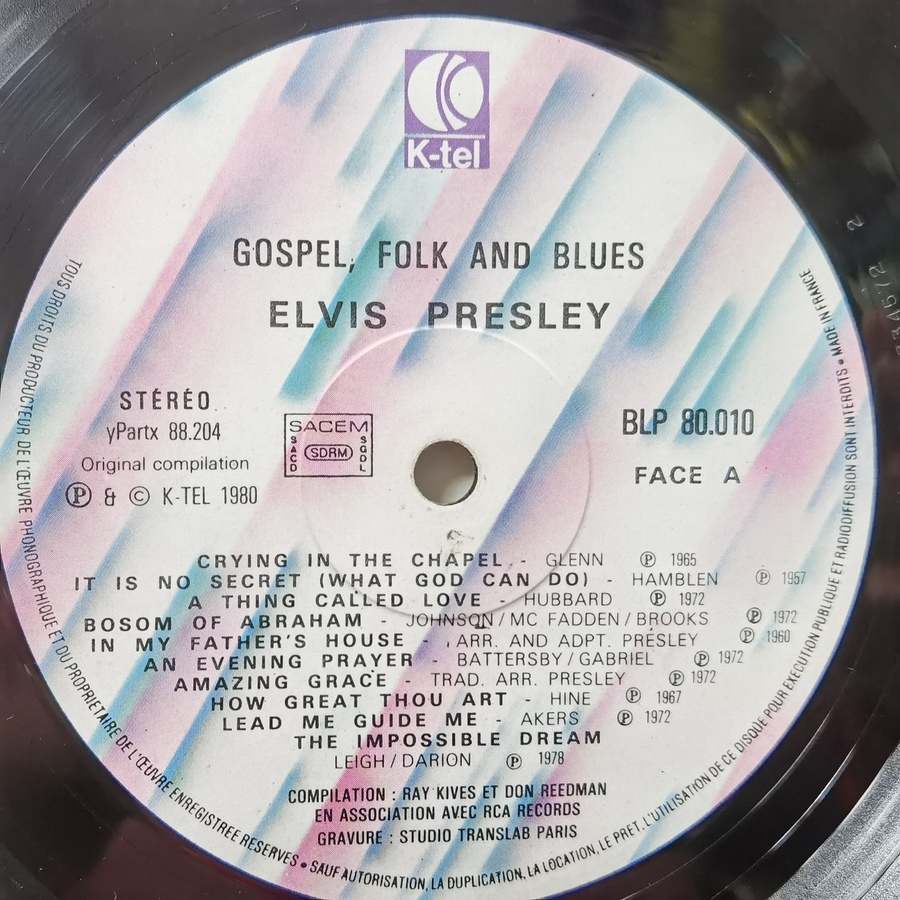 K-tel
GOSPEL, FOLK AND BLUES
ELVIS PRESLEY
STÉRÉO
yPartx 88.204
Original compilation
Ⓟ & © K-TEL 1980
SACEM
SACD
SDRM
SGDL
BLP 80.010
FACE A
CRYING IN THE CHAPEL - GLENN Ⓟ 1965
IT IS NO SECRET (WHAT GOD CAN DO) - HAMBLEN Ⓟ 1957
A THING CALLED LOVE - HUBBARD Ⓟ 1972
BOSOM OF ABRAHAM - JOHNSON/MC FADDEN/BROOKS Ⓟ 1972
IN MY FATHER'S HOUSE - ARR. AND ADPT. PRÉSLEY Ⓟ 1960
AN EVENING PRAYER - BATTERSBY/GABRIEL Ⓟ 1972
AMAZING GRACE - TRAD. ARR. PRESLEY Ⓟ 1972
HOW GREAT THOU ART - HINE Ⓟ 1967
LEAD ME GUIDE ME - AKERS Ⓟ 1972
THE IMPOSSIBLE DREAM
LEIGH/DARION Ⓟ 1978
COMPILATION : RAY KIVES ET DON REEDMAN
EN ASSOCIATION AVEC RCA RECORDS
GRAVURE : STUDIO TRANSLAB PARIS
TOUS DROITS DU PRODUCTEUR DE L'ŒUVRE PHONOGRAPHIQUE ET DU PROPRIETAIRE DE L'ŒUVRE ENREGISTREE RESERVES • SAUF AUTORISATION, LA DUPLICATION, LA LOCATION, LE PRET, L'UTILISATION DE CE DISQUE POUR EXECUTION PUBLIQUE ET RADIODIFFUSION SONT INTERDITS • MADE IN FRANCE